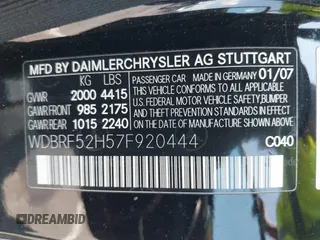 MFD BY DAIMLERCHRYSLER AG STUTTGART
KG LBS PASSENGER CAR MADE IN GERMANY 01/07
GVWR 2000 4415 THIS VEHICLE CONFORMS TO ALL APPLICABLE
GAWR FRONT 985 2175 FEDERAL MOTOR VEHICLE SAFETY, BUMPER,
GAWR REAR 1015 2240 AND THEFT PREVENTION STANDARDS IN EFFECT
ON THE DATE OF MANUFACTURE SHOWN ABOVE
WDBRF52H57F920444 C040